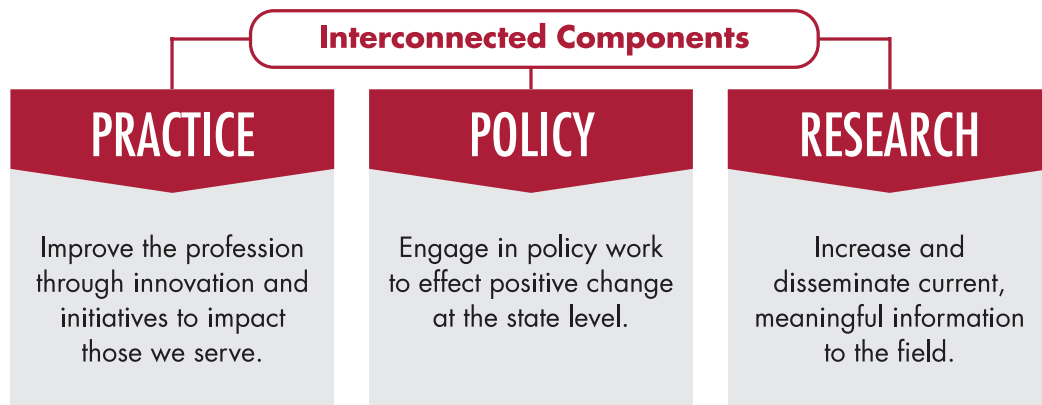 Interconnected Components
PRACTICE
Improve the profession
through innovation and
initiatives to impact
those we serve.
POLICY
Engage in policy work
to effect positive change
at the state level.
RESEARCH
Increase and
disseminate current,
meaningful information
to the field.